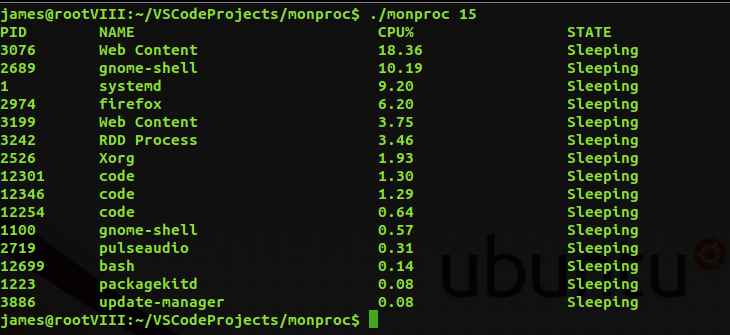 james@rootVIII:~/VSCodeProjects/monproc$ ./monproc 15
PID NAME CPU% STATE
3076 Web Content 18.36 Sleeping
2689 gnome-shell 10.19 Sleeping
1 systemd 9.20 Sleeping
2974 firefox 6.20 Sleeping
3199 Web Content 3.75 Sleeping
3242 RDD Process 3.46 Sleeping
2526 Xorg 1.93 Sleeping
12301 code 1.30 Sleeping
12346 code 1.29 Sleeping
12254 code 0.64 Sleeping
1100 gnome-shell 0.57 Sleeping
2719 pulseaudio 0.31 Sleeping
12699 bash 0.14 Sleeping
1223 packagekitd 0.08 Sleeping
3886 update-manager 0.08 Sleeping
james@rootVIII:~/VSCodeProjects/monproc$
ubuntu